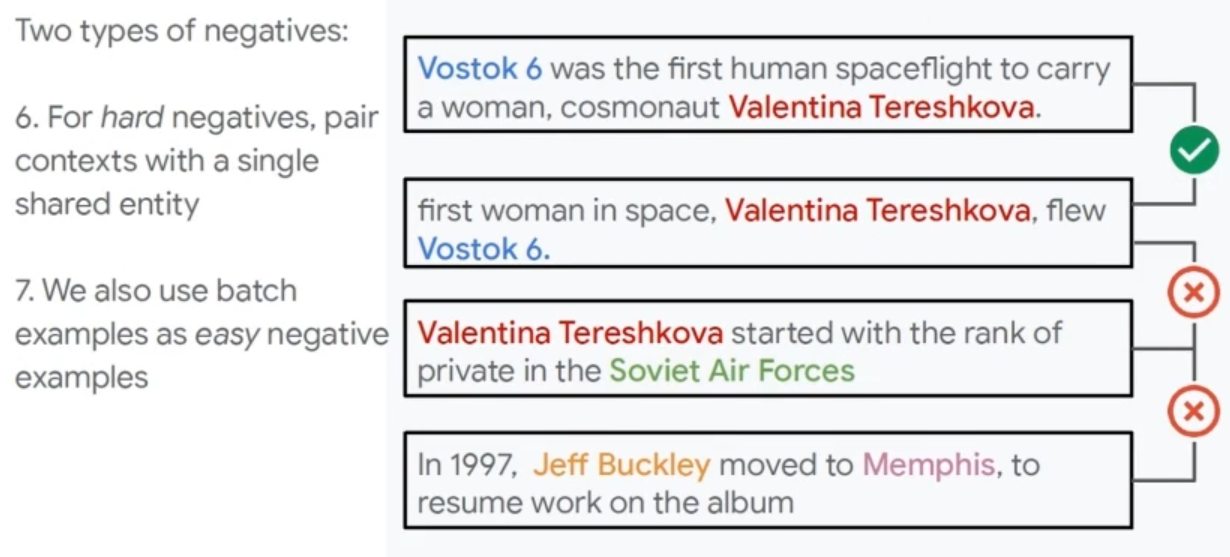 Two types of negatives:
6. For hard negatives, pair
contexts with a single
shared entity
7. We also use batch
examples as easy negative
examples
Vostok 6 was the first human spaceflight to carry
a woman, cosmonaut Valentina Tereshkova.
first woman in space, Valentina Tereshkova, flew
Vostok 6.
Valentina Tereshkova started with the rank of
private in the Soviet Air Forces
In 1997, Jeff Buckley moved to Memphis, to
resume work on the album